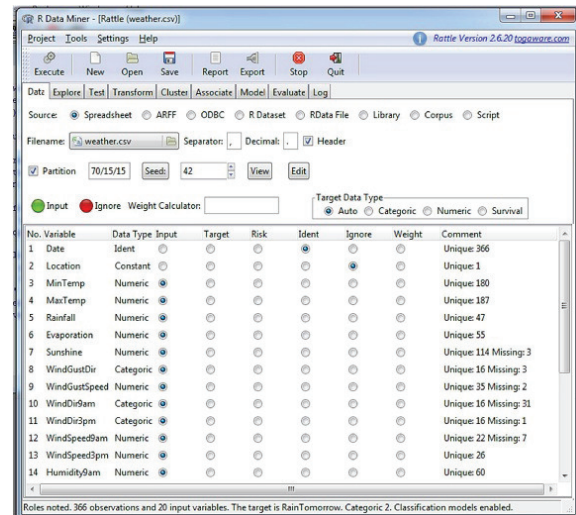 R Data Miner - [Rattle (weather.csv)]
Project Tools Settings Help Rattle Version 2.6.20 togaware.com
Execute New Open Save Report Export Stop Quit
Data Explore Test Transform Cluster Associate Model Evaluate Log
Source: Spreadsheet ARFF ODBC R Dataset RData File Library Corpus Script
Filename: weather.csv Separator: , Decimal: . Header
Partition 70/15/15 Seed: 42 View Edit
Target Data Type
Input Ignore Weight Calculator: Auto Categoric Numeric Survival
No. Variable Data Type Input Target Risk Ident Ignore Weight Comment
1 Date Ident Unique: 366
2 Location Constant Unique: 1
3 MinTemp Numeric Unique: 180
4 MaxTemp Numeric Unique: 187
5 Rainfall Numeric Unique: 47
6 Evaporation Numeric Unique: 55
7 Sunshine Numeric Unique: 114 Missing: 3
8 WindGustDir Categoric Unique: 16 Missing: 3
9 WindGustSpeed Numeric Unique: 35 Missing: 2
10 WindDir9am Categoric Unique: 16 Missing: 31
11 WindDir3pm Categoric Unique: 16 Missing: 1
12 WindSpeed9am Numeric Unique: 22 Missing: 7
13 WindSpeed3pm Numeric Unique: 26
14 Humidity9am Numeric Unique: 60
Roles noted. 366 observations and 20 input variables. The target is RainTomorrow. Categoric 2. Classification models enabled.